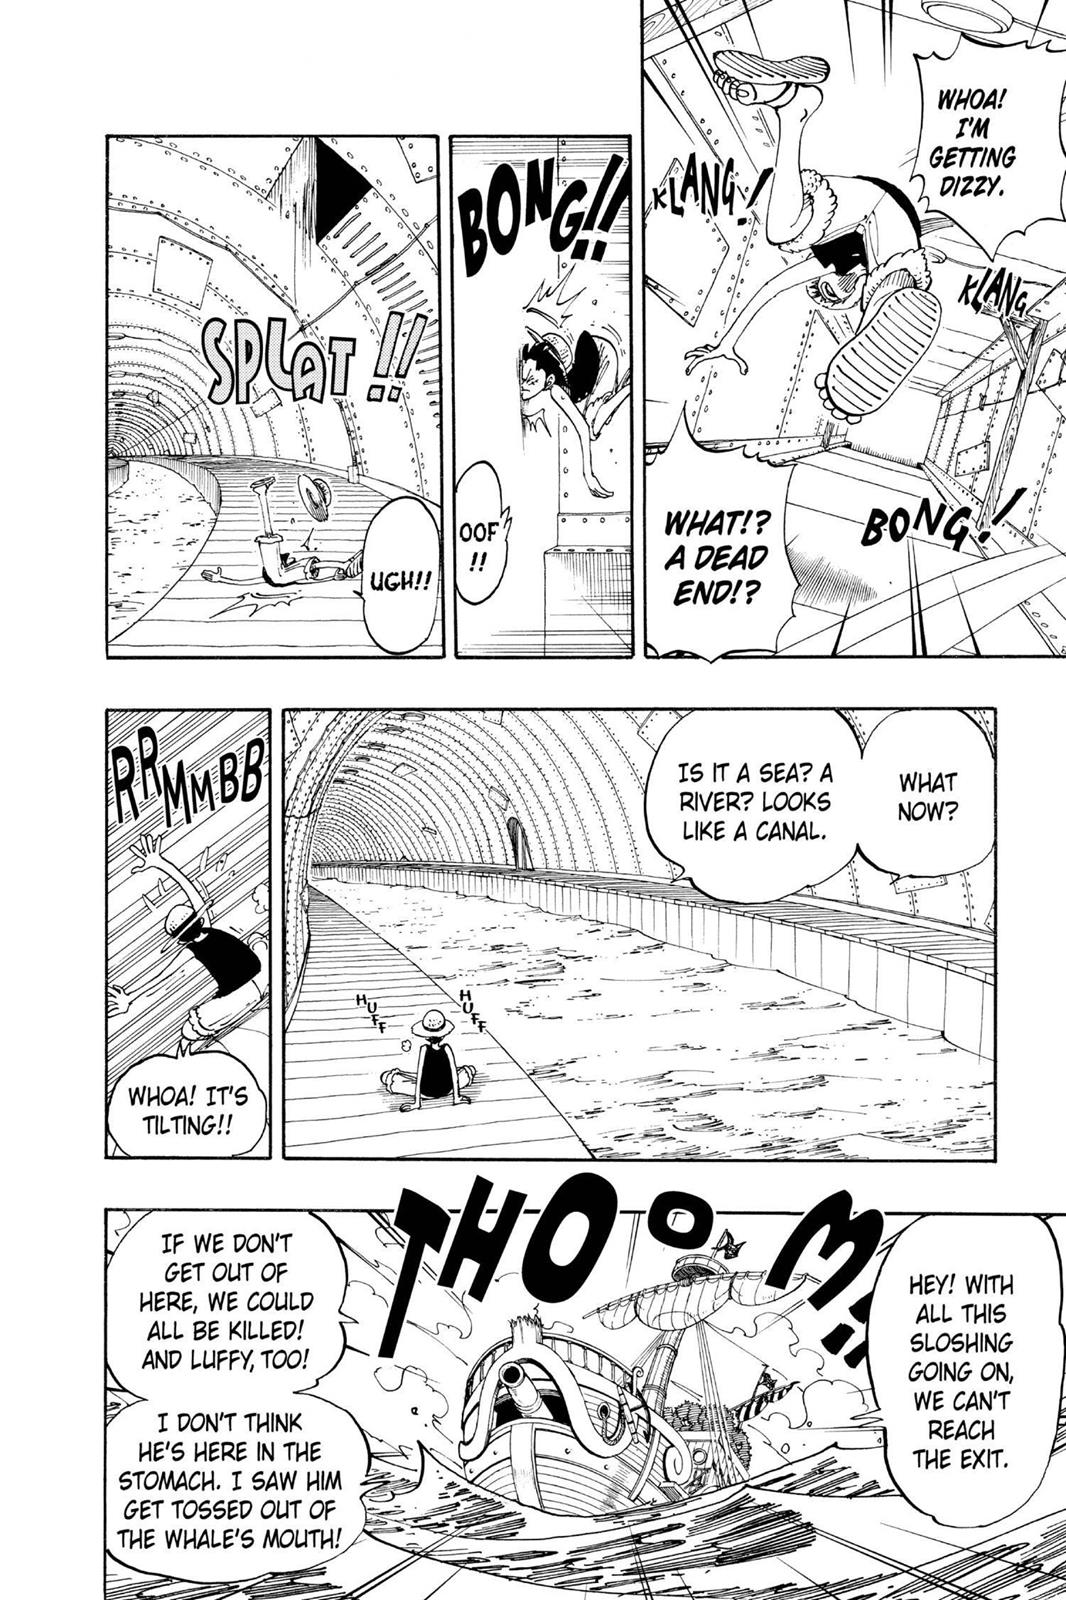 WHOA!
I'M
GETTING
DIZZY.
KLANG!
KLANG
BONG!
WHAT!?
A DEAD
END!?
BONG!!
OOF
!!
SPLAT!!
UGH!!
WHAT
NOW?
IS IT A SEA? A
RIVER? LOOKS
LIKE A CANAL.
HUFF
HUFF
RRMMBB
WHOA! IT'S
TILTING!!
HEY! WITH
ALL THIS
SLOSHING
GOING ON,
WE CAN'T
REACH
THE EXIT.
THOOM!!
IF WE DON'T
GET OUT OF
HERE, WE COULD
ALL BE KILLED!
AND LUFFY, TOO!
I DON'T THINK
HE'S HERE IN THE
STOMACH. I SAW HIM
GET TOSSED OUT OF
THE WHALE'S MOUTH!